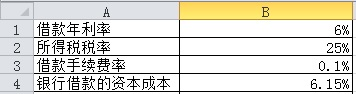 A B
1 借款年利率 6%
2 所得税税率 25%
3 借款手续费率 0.1%
4 银行借款的资本成本 6.15%